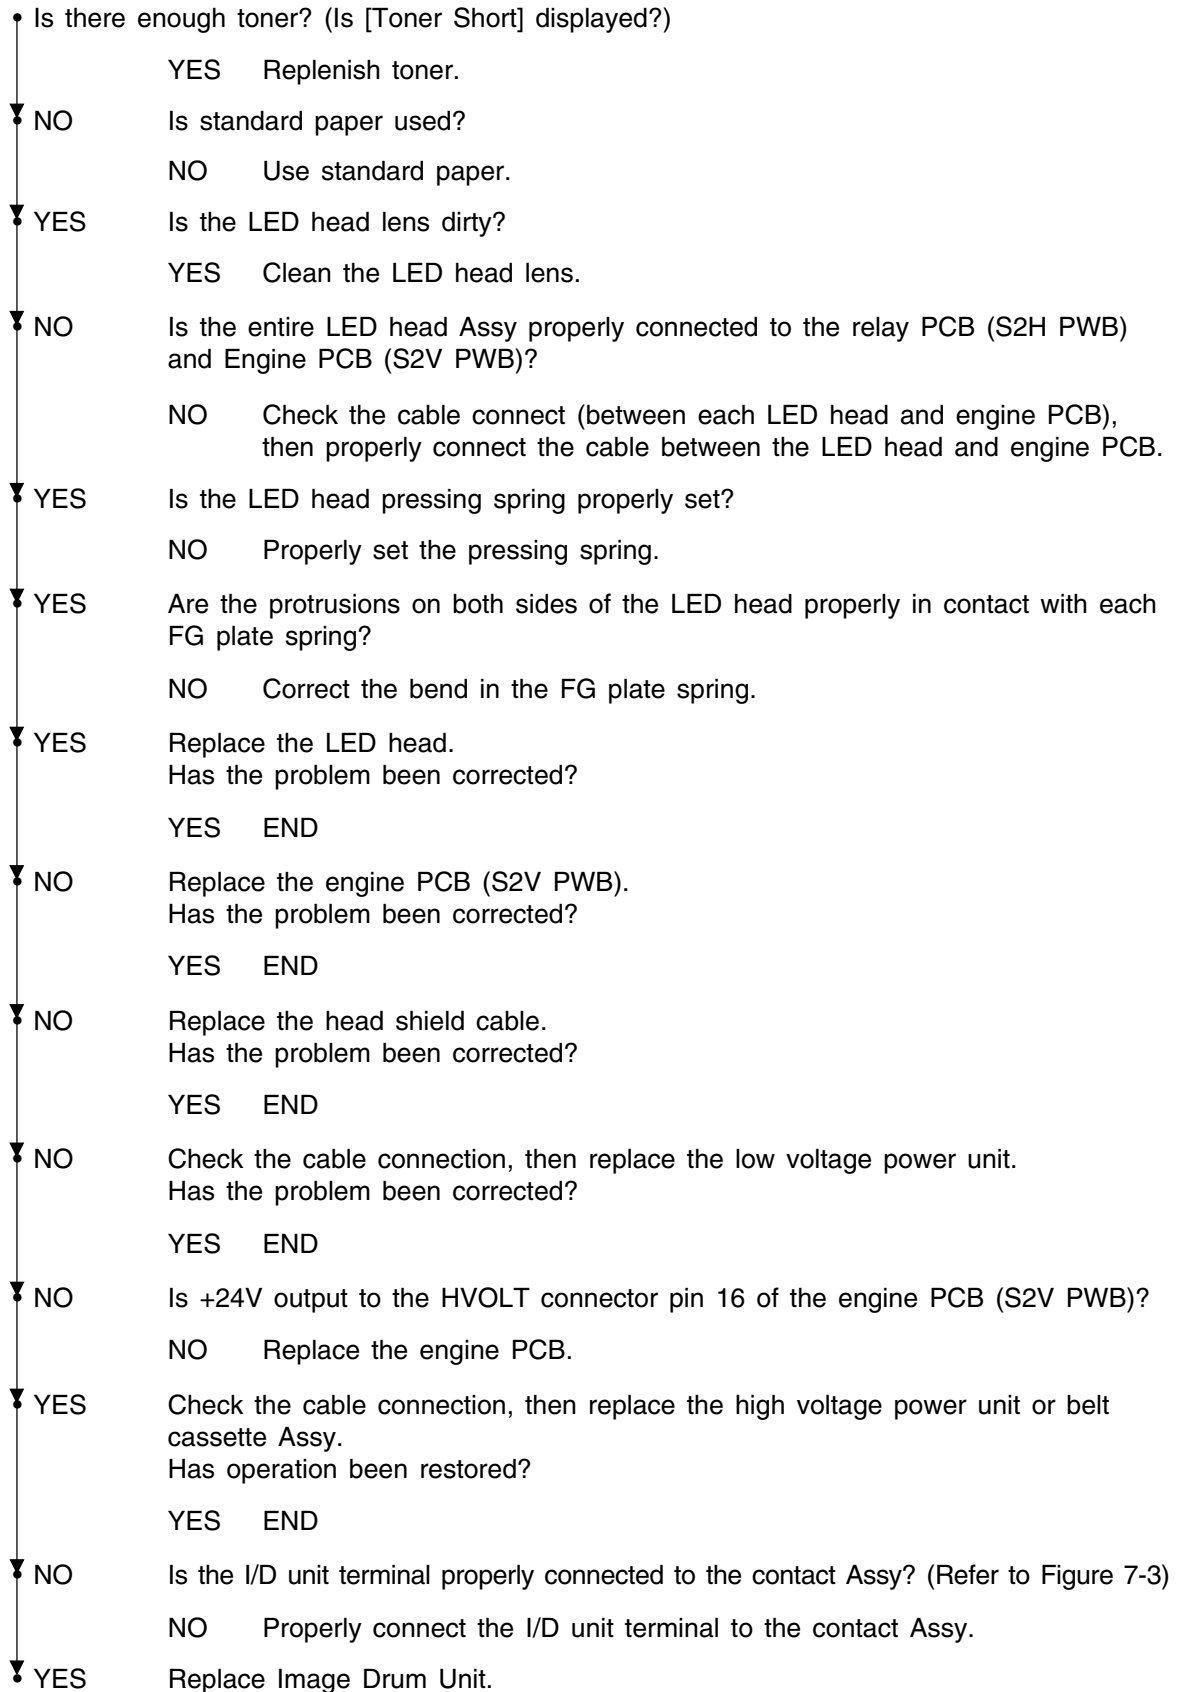 Is there enough toner? (Is [Toner Short] displayed?)
YES Replenish toner.
NO Is standard paper used?
NO Use standard paper.
YES Is the LED head lens dirty?
YES Clean the LED head lens.
NO Is the entire LED head Assy properly connected to the relay PCB (S2H PWB)
and Engine PCB (S2V PWB)?
NO Check the cable connect (between each LED head and engine PCB),
then properly connect the cable between the LED head and engine PCB.
YES Is the LED head pressing spring properly set?
NO Properly set the pressing spring.
YES Are the protrusions on both sides of the LED head properly in contact with each
FG plate spring?
NO Correct the bend in the FG plate spring.
YES Replace the LED head.
Has the problem been corrected?
YES END
NO Replace the engine PCB (S2V PWB).
Has the problem been corrected?
YES END
NO Replace the head shield cable.
Has the problem been corrected?
YES END
NO Check the cable connection, then replace the low voltage power unit.
Has the problem been corrected?
YES END
NO Is +24V output to the HVOLT connector pin 16 of the engine PCB (S2V PWB)?
NO Replace the engine PCB.
YES Check the cable connection, then replace the high voltage power unit or belt
cassette Assy.
Has operation been restored?
YES END
NO Is the I/D unit terminal properly connected to the contact Assy? (Refer to Figure 7-3)
NO Properly connect the I/D unit terminal to the contact Assy.
YES Replace Image Drum Unit.